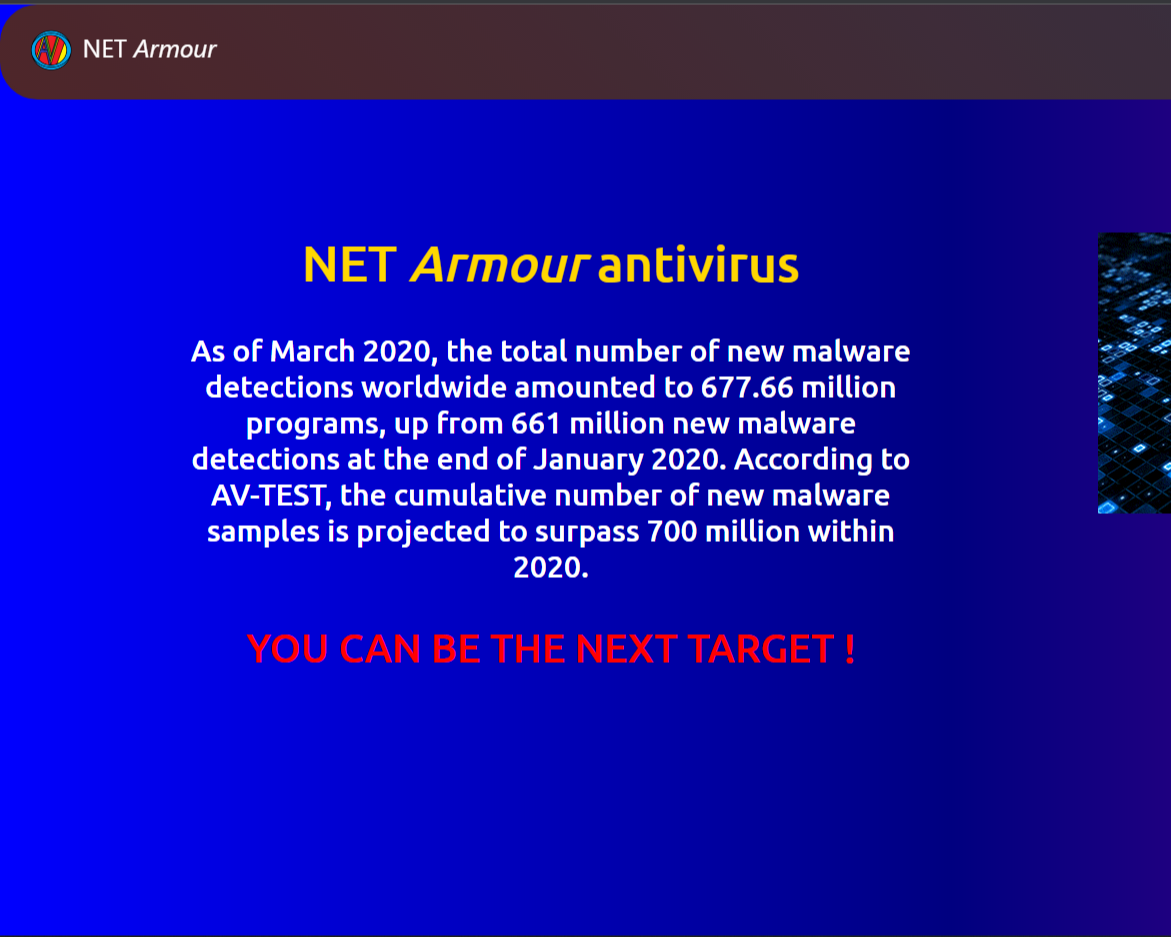 NET Armour
NET Armour antivirus
As of March 2020, the total number of new malware
detections worldwide amounted to 677.66 million
programs, up from 661 million new malware
detections at the end of January 2020. According to
AV-TEST, the cumulative number of new malware
samples is projected to surpass 700 million within
2020.
YOU CAN BE THE NEXT TARGET !